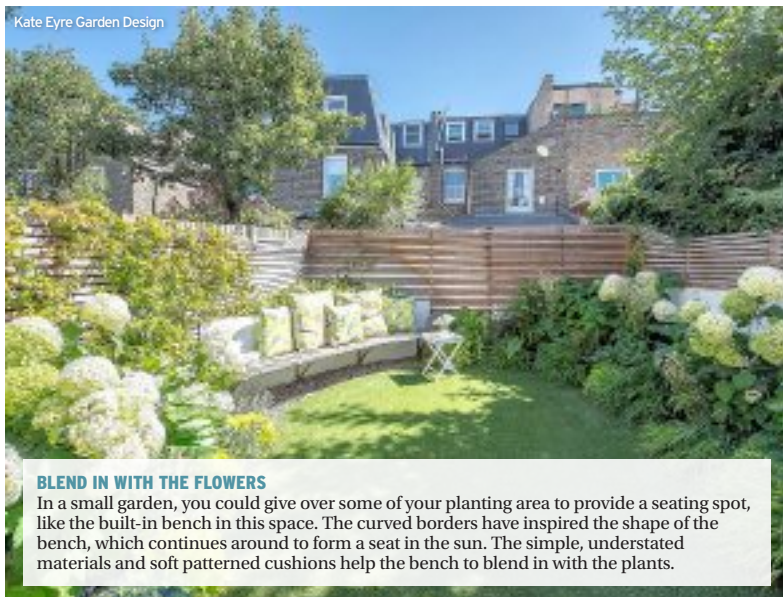 Kate Eyre Garden Design
BLEND IN WITH THE FLOWERS
In a small garden, you could give over some of your planting area to provide a seating spot,
like the built-in bench in this space. The curved borders have inspired the shape of the
bench, which continues around to form a seat in the sun. The simple, understated
materials and soft patterned cushions help the bench to blend in with the plants.